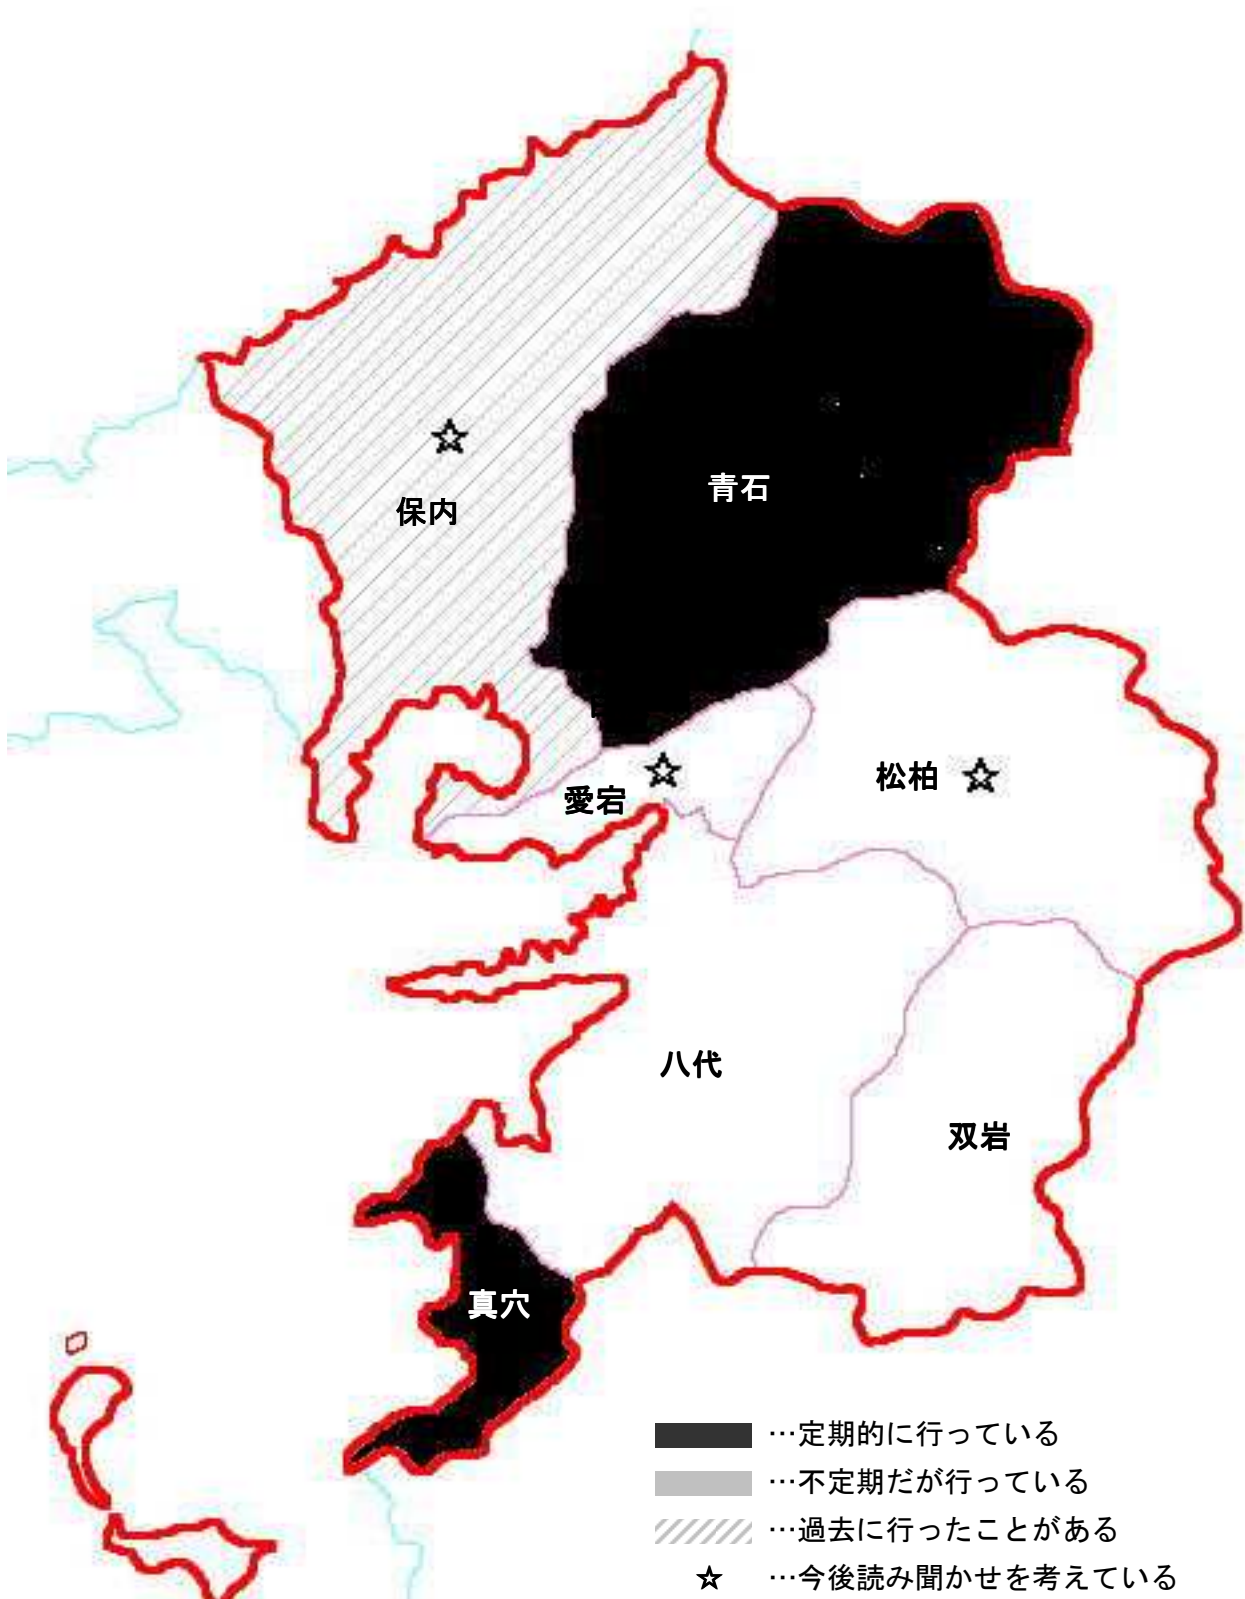 保内
青石
松柏
愛宕
八代
双岩
真穴
…定期的に行っている
…不定期だが行っている
…過去に行ったことがある
☆ …今後読み聞かせを考えている